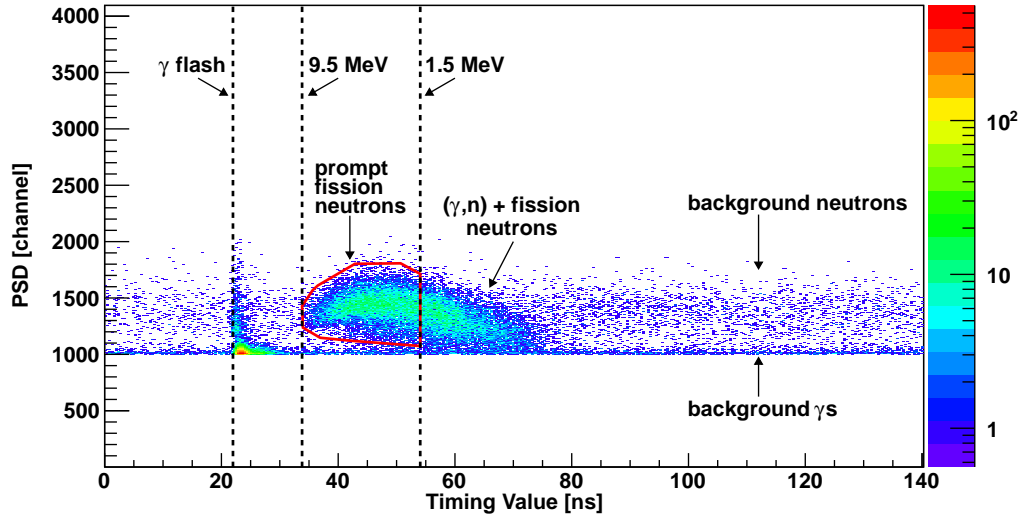 4000
3500
3000
2500
2000
1500
1000
500
PSD [channel]
γ flash
9.5 MeV
1.5 MeV
prompt
fission
neutrons
(γ,n) + fission
neutrons
background neutrons
background γs
0
20
40
60
80
100
120
140
Timing Value [ns]
10²
10
1